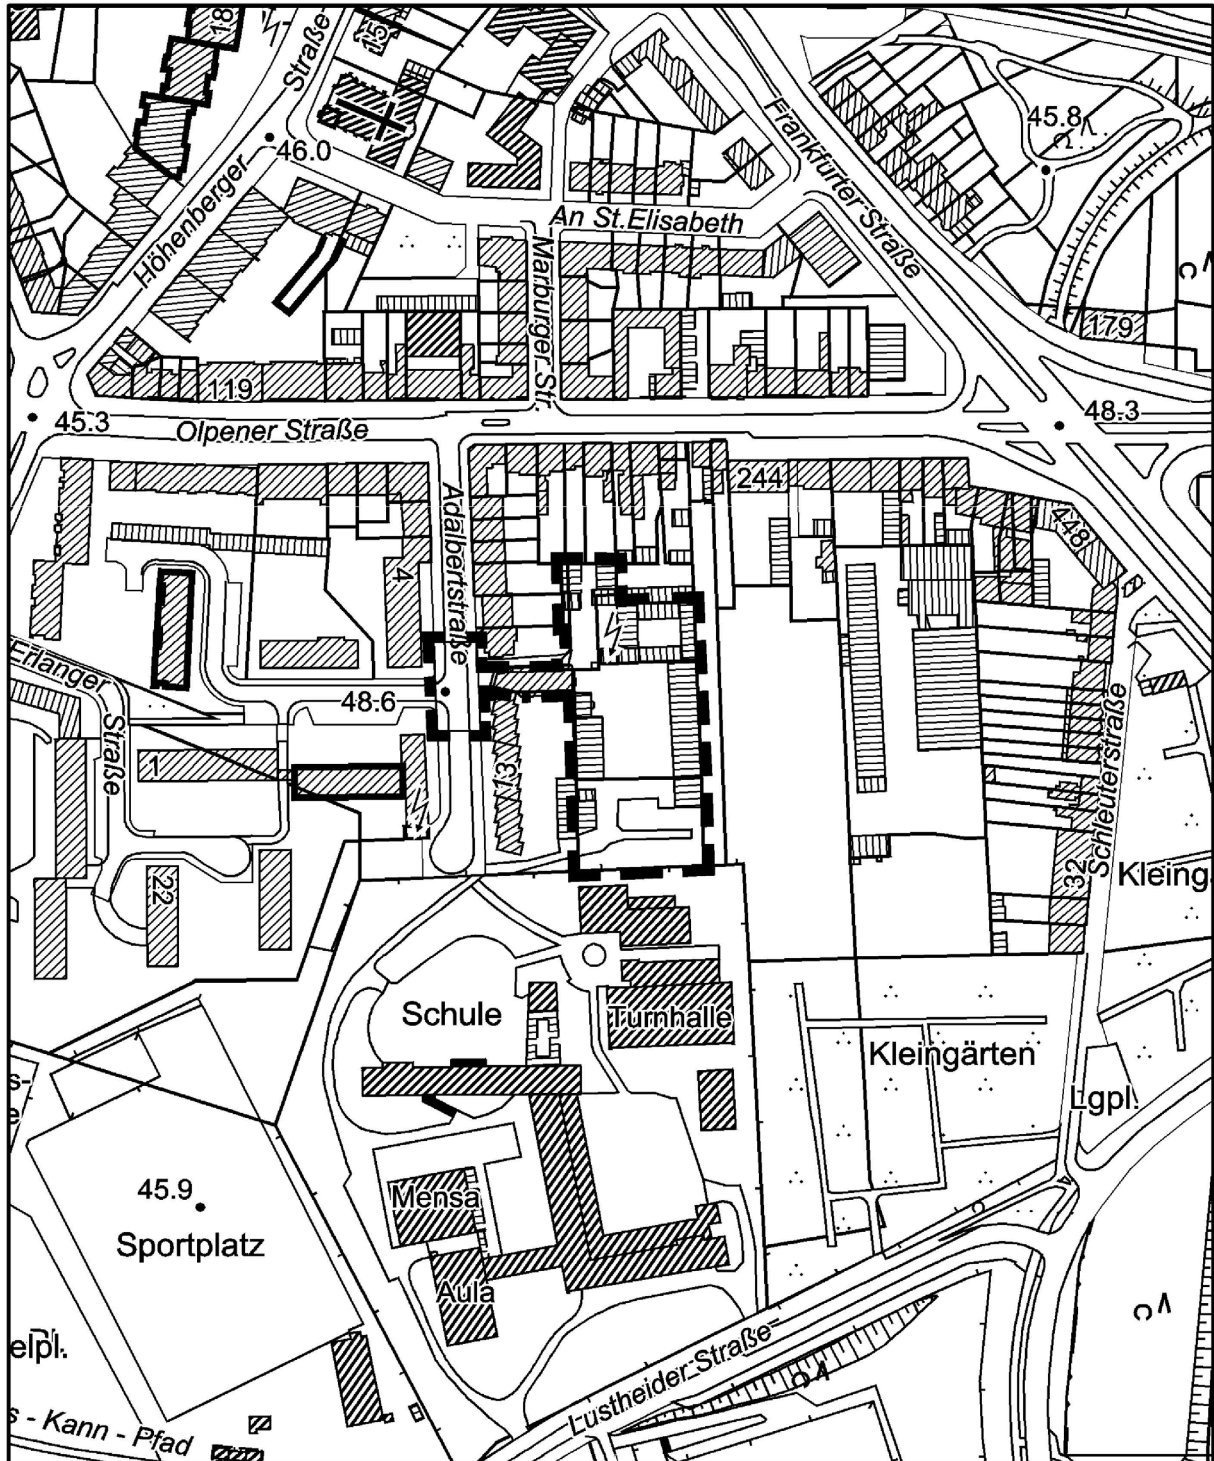 18
15
Straße
45.8
46.0
Frankfurter Straße
Höhenberger
An St.Elisabeth
Marburger Str.
179
119
45.3
48.3
Olpener Straße
244
Adalbertstraße
448
4
Erlanger
Straße
48.6
1
13
Schleuterstraße
22
32
Kleing
Schule
Turnhalle
Kleingärten
Lgpl.
s-
e
45.9
Mensa
Sportplatz
Aula
elpl.
Lustheider Straße
s - Kann - Pfad